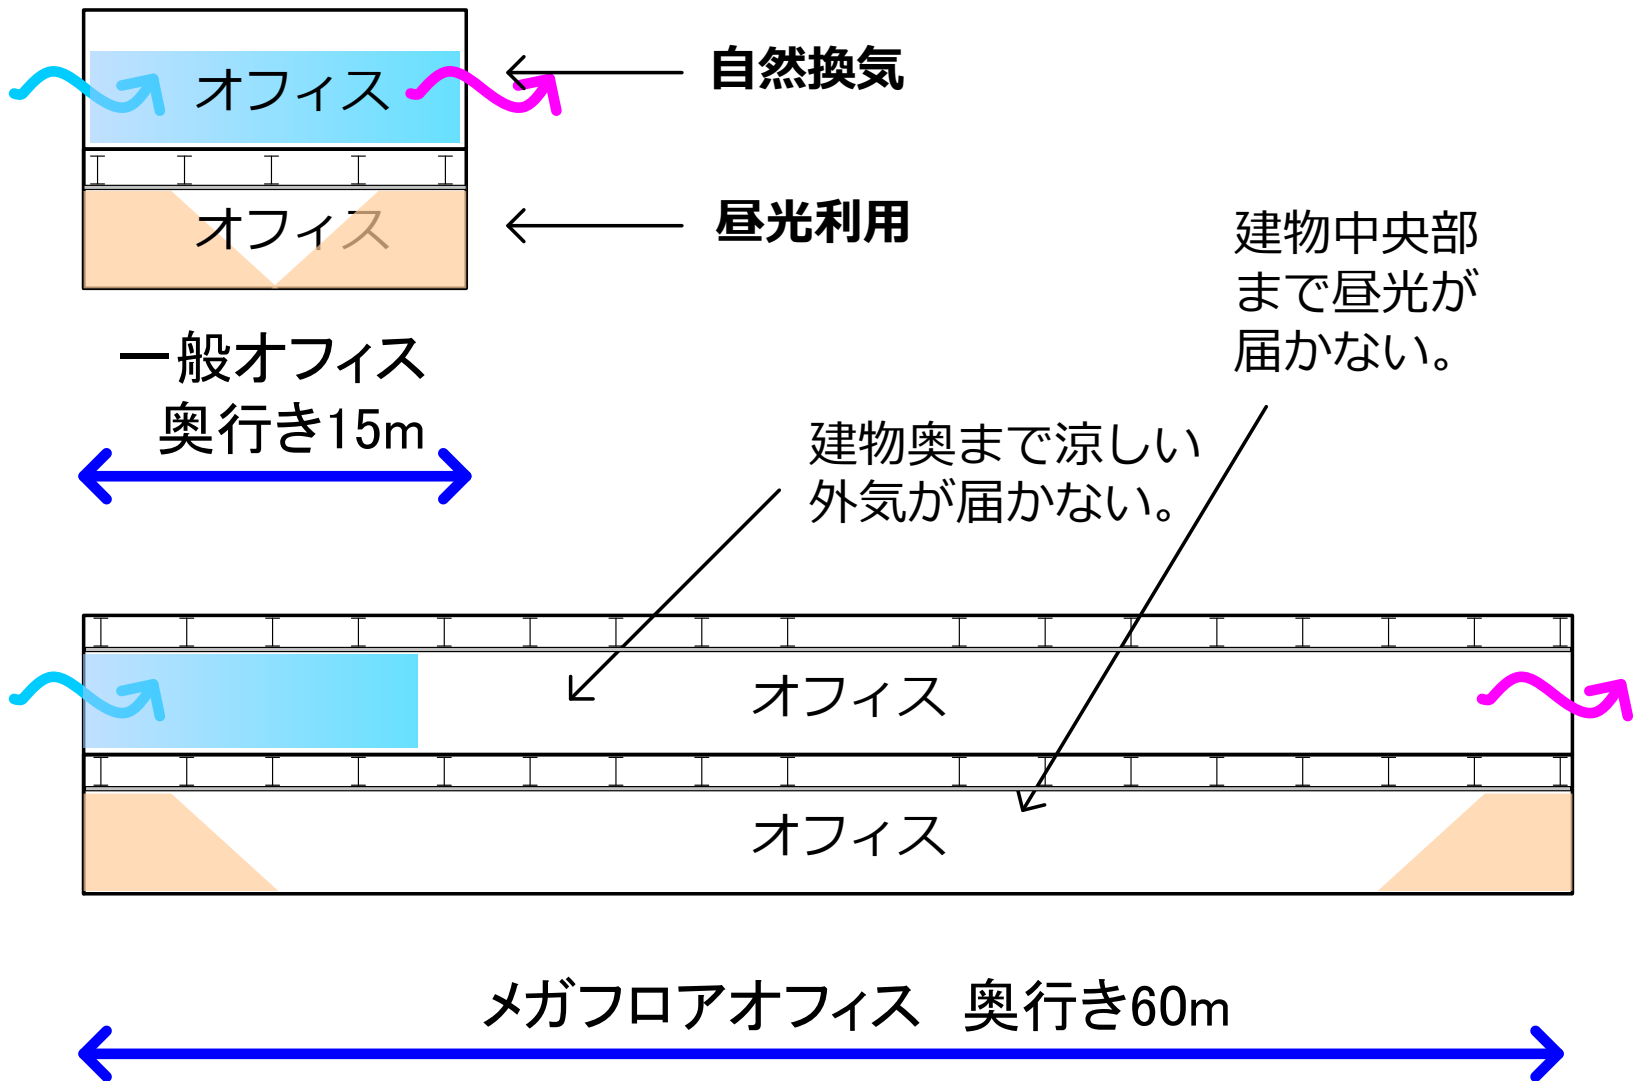 オフィス
自然換気
オフィス
昼光利用
一般オフィス
奥行き15m
建物中央部
まで昼光が
届かない。
建物奥まで涼しい
外気が届かない。
オフィス
オフィス
メガフロアオフィス　奥行き60m